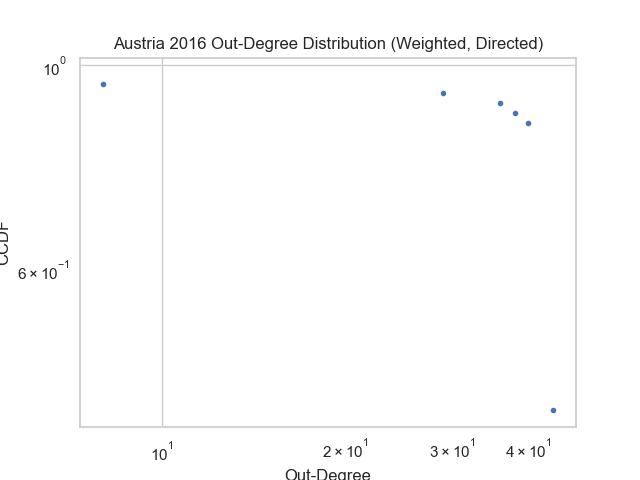 Austria 2016 Out-Degree Distribution (Weighted, Directed)
10^0
6 × 10^−1
CCDF
10^1
2 × 10^1
3 × 10^1
4 × 10^1
Out-Degree